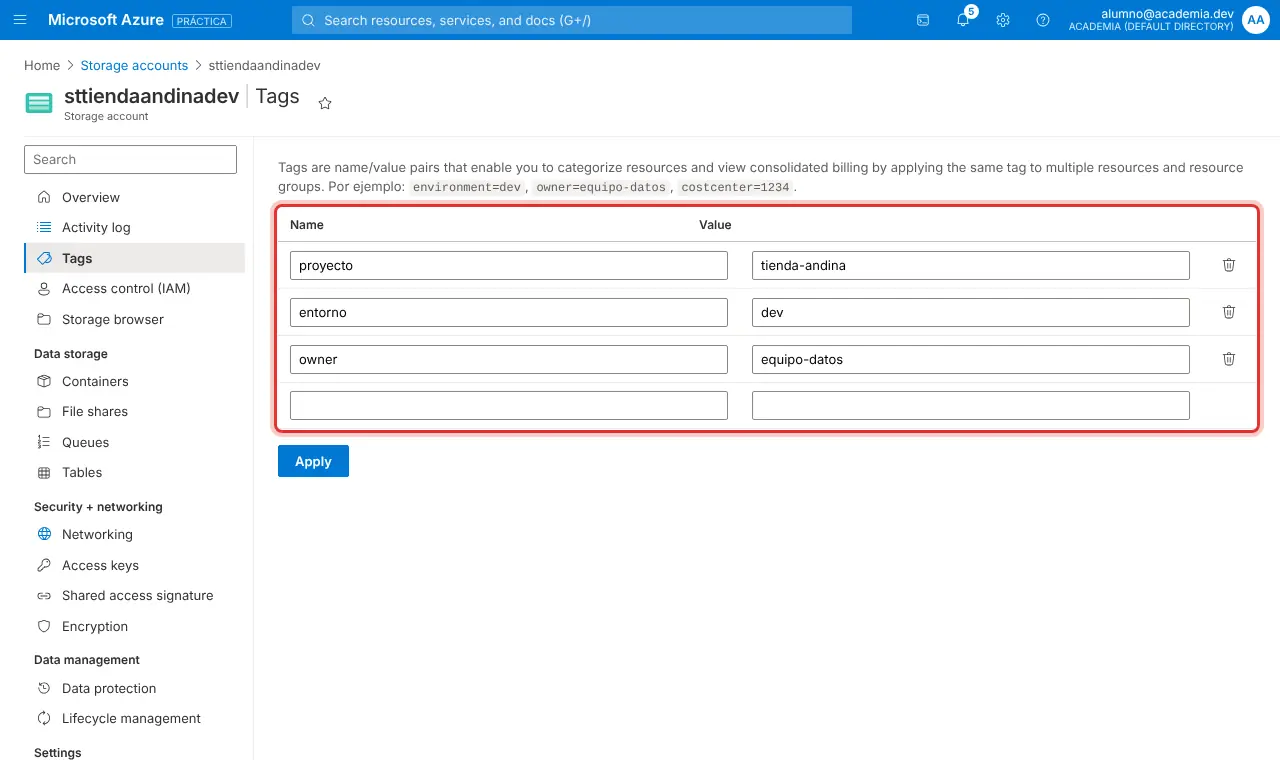 Microsoft Azure PRÁCTICA
Search resources, services, and docs (G+/)
5
alumno@academia.dev
ACADEMIA (DEFAULT DIRECTORY)
AA
Home > Storage accounts > sttiendaandinadev
sttiendaandinadev | Tags
Storage account
Search
Overview
Activity log
Tags
Access control (IAM)
Storage browser
Data storage
Containers
File shares
Queues
Tables
Security + networking
Networking
Access keys
Shared access signature
Encryption
Data management
Data protection
Lifecycle management
Settings
Tags are name/value pairs that enable you to categorize resources and view consolidated billing by applying the same tag to multiple resources and resource
groups. Por ejemplo: environment=dev, owner=equipo-datos, costcenter=1234.
Name Value
proyecto tienda-andina
entorno dev
owner equipo-datos
Apply